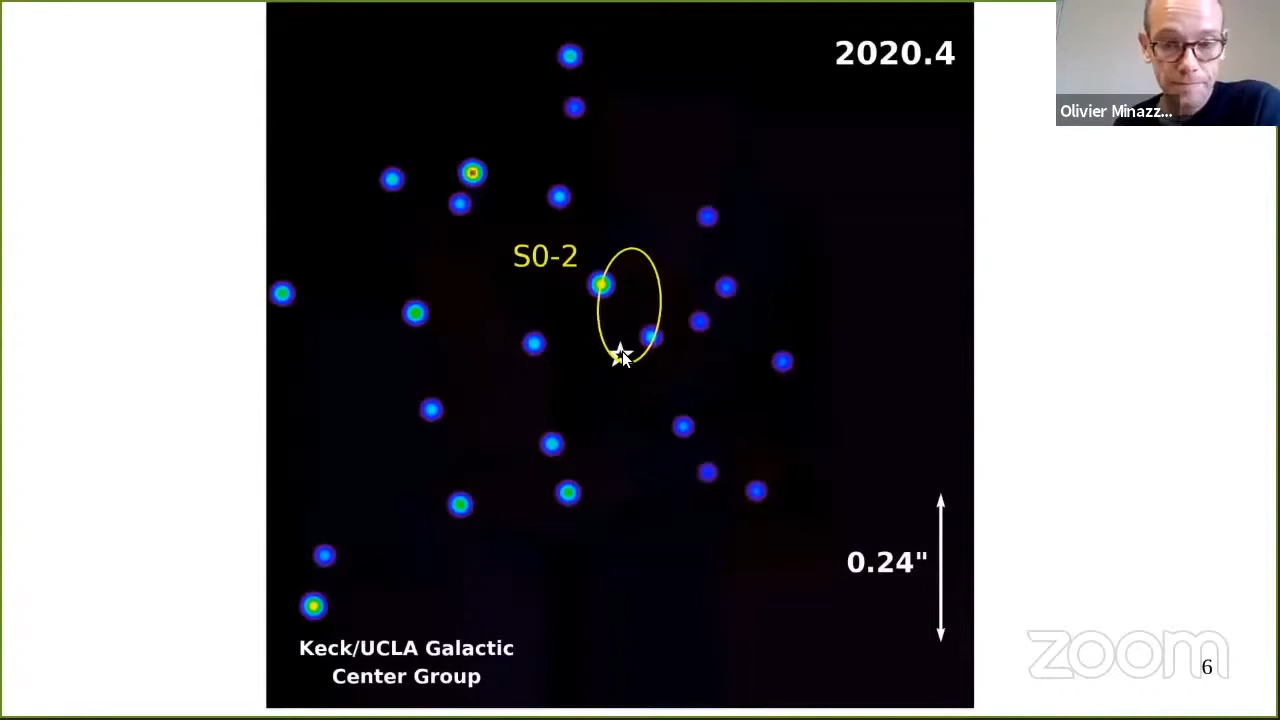 2020.4
Olivier Minazz...
S0-2
0.24"
Keck/UCLA Galactic
Center Group
zoom
6